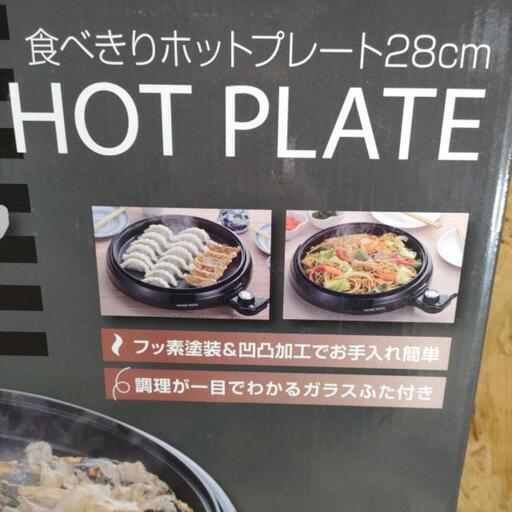 食べきりホットプレート28cm
HOT PLATE
フッ素塗装&凹凸加工でお手入れ簡単
調理が一目でわかるガラスふた付き